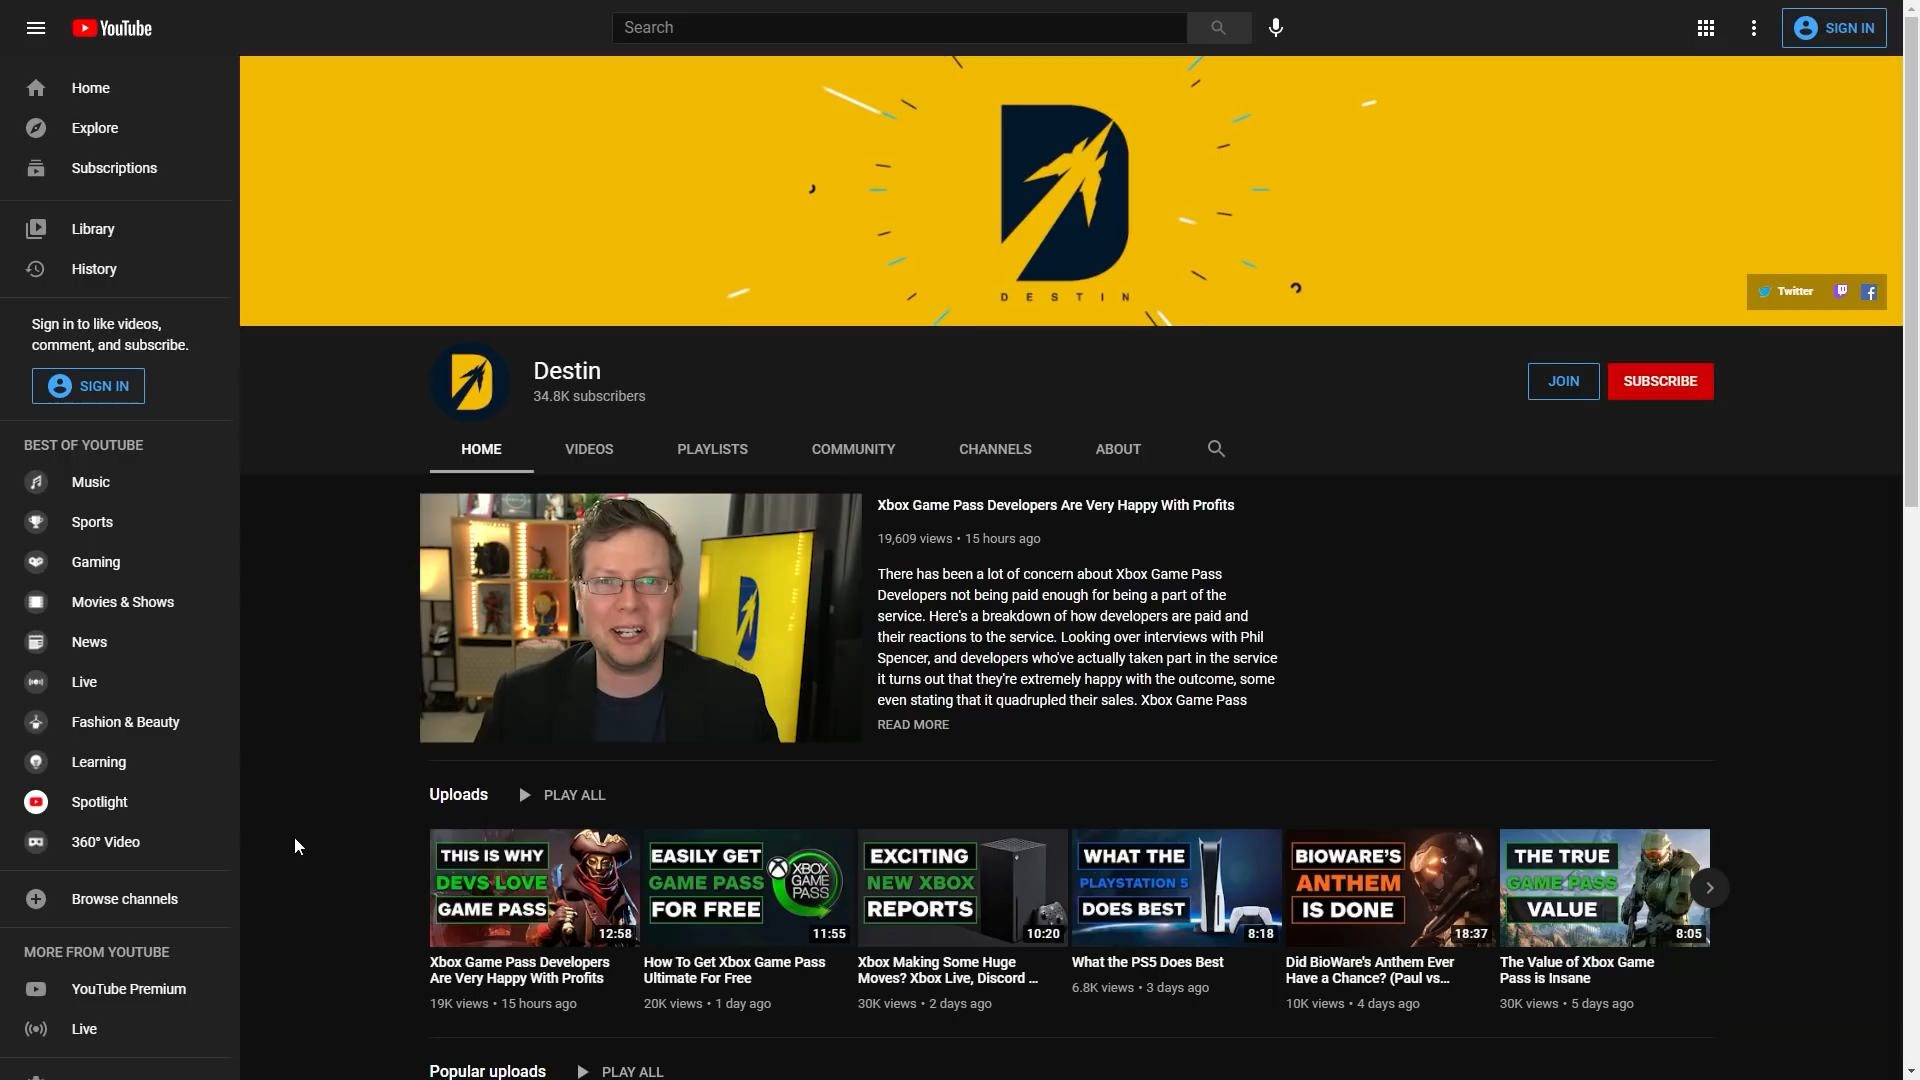 YouTube
Search
SIGN IN
Home
Explore
Subscriptions
Library
History
Sign in to like videos,
comment, and subscribe.
SIGN IN
BEST OF YOUTUBE
Music
Sports
Gaming
Movies & Shows
News
Live
Fashion & Beauty
Learning
Spotlight
360° Video
Browse channels
MORE FROM YOUTUBE
YouTube Premium
Live
DESTIN
Twitter
Destin
34.8K subscribers
JOIN
SUBSCRIBE
HOME
VIDEOS
PLAYLISTS
COMMUNITY
CHANNELS
ABOUT
Xbox Game Pass Developers Are Very Happy With Profits
19,609 views • 15 hours ago
There has been a lot of concern about Xbox Game Pass
Developers not being paid enough for being a part of the
service. Here's a breakdown of how developers are paid and
their reactions to the service. Looking over interviews with Phil
Spencer, and developers who've actually taken part in the service
it turns out that they're extremely happy with the outcome, some
even stating that it quadrupled their sales. Xbox Game Pass
READ MORE
Uploads
PLAY ALL
THIS IS WHY
DEVS LOVE
GAME PASS
12:58
Xbox Game Pass Developers
Are Very Happy With Profits
19K views • 15 hours ago
EASILY GET
GAME PASS
FOR FREE
XBOX
GAME
PASS
11:55
How To Get Xbox Game Pass
Ultimate For Free
20K views • 1 day ago
EXCITING
NEW XBOX
REPORTS
10:20
Xbox Making Some Huge
Moves? Xbox Live, Discord ...
30K views • 2 days ago
WHAT THE
PLAYSTATION 5
DOES BEST
8:18
What the PS5 Does Best
6.8K views • 3 days ago
BIOWARE'S
ANTHEM
IS DONE
18:37
Did BioWare's Anthem Ever
Have a Chance? (Paul vs...
10K views • 4 days ago
THE TRUE
GAME PASS
VALUE
8:05
The Value of Xbox Game
Pass is Insane
30K views • 5 days ago
Popular uploads
PLAY ALL